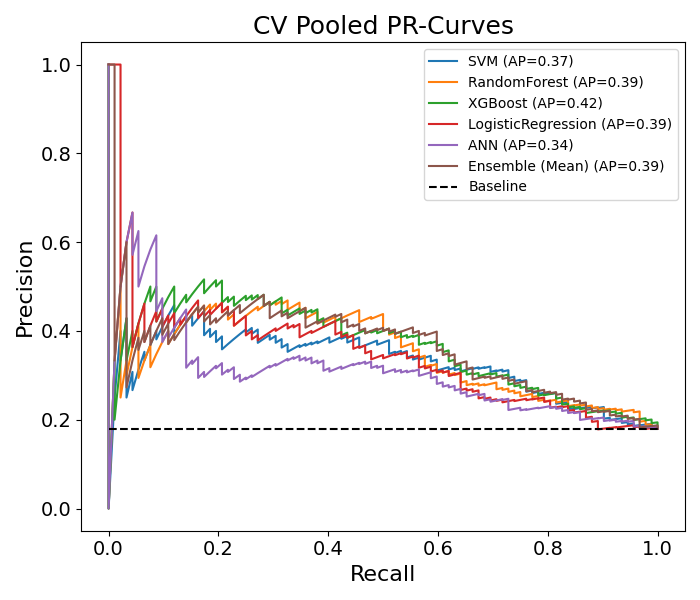 CV Pooled PR-Curves
SVM (AP=0.37)
RandomForest (AP=0.39)
XGBoost (AP=0.42)
LogisticRegression (AP=0.39)
ANN (AP=0.34)
Ensemble (Mean) (AP=0.39)
Baseline
Precision
1.0
0.8
0.6
0.4
0.2
0.0
0.0 0.2 0.4 0.6 0.8 1.0
Recall